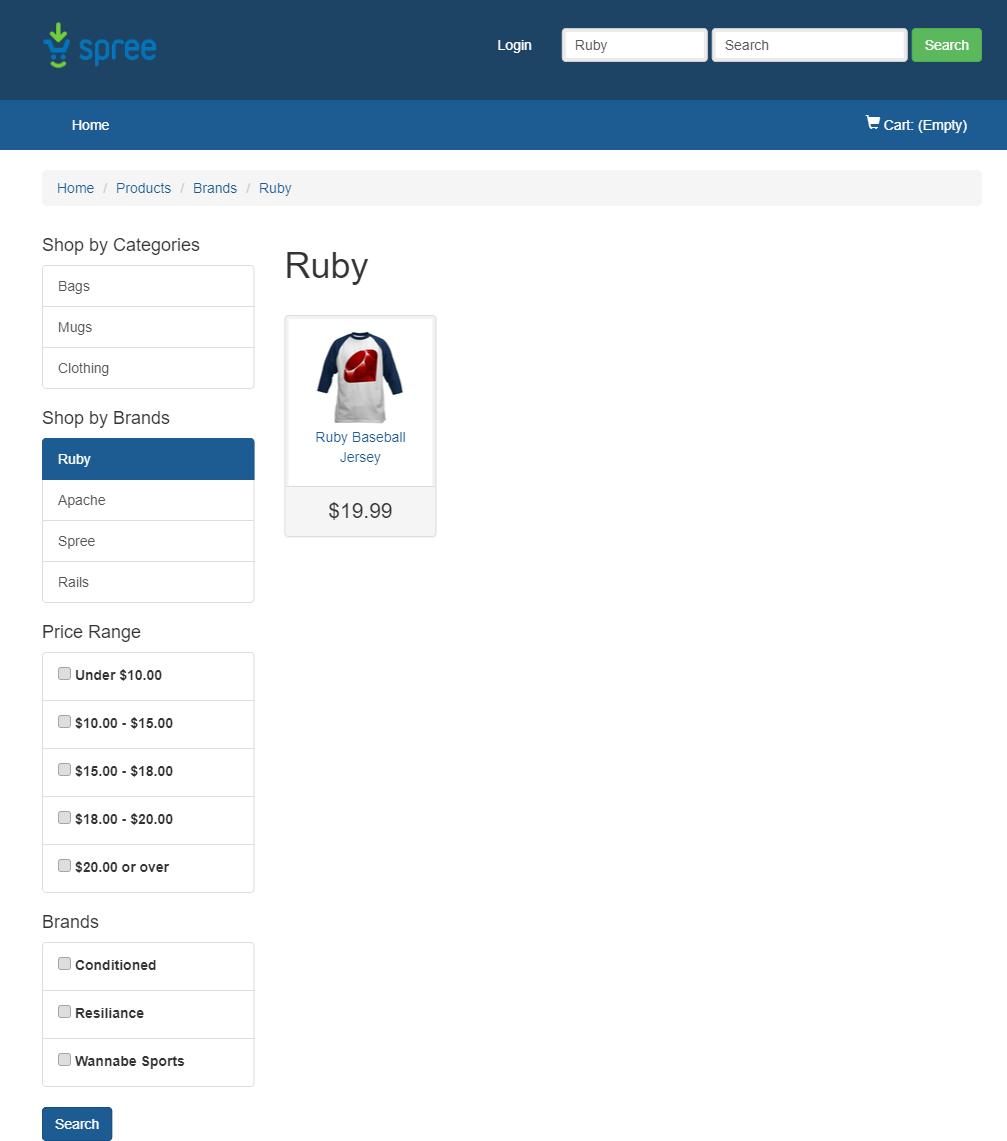 spree
Login
Ruby
Search
Search
Home
Cart: (Empty)
Home / Products / Brands / Ruby
Shop by Categories
Bags
Mugs
Clothing
Shop by Brands
Ruby
Apache
Spree
Rails
Price Range
Under $10.00
$10.00 - $15.00
$15.00 - $18.00
$18.00 - $20.00
$20.00 or over
Brands
Conditioned
Resiliance
Wannabe Sports
Search
Ruby
Ruby Baseball
Jersey
$19.99